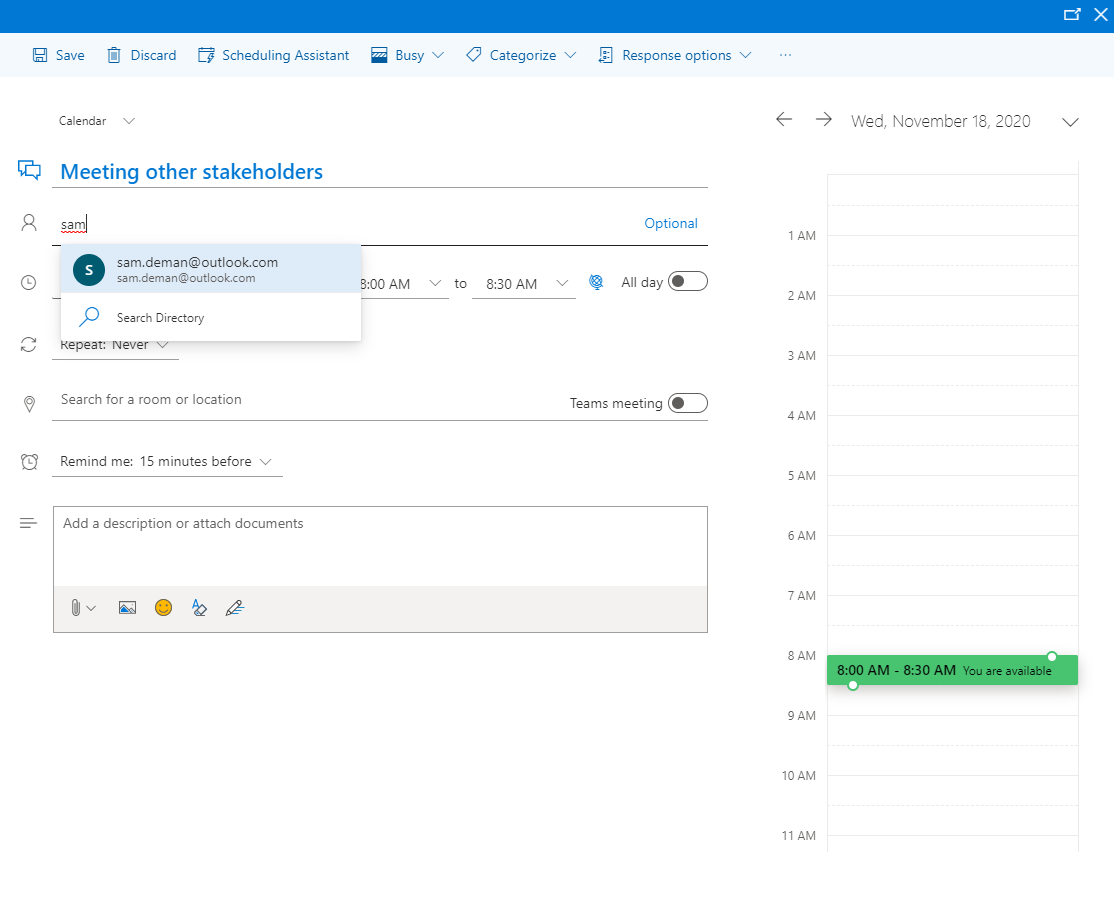 Save Discard Scheduling Assistant Busy Categorize Response options ...
Calendar
Meeting other stakeholders
sam
Optional
sam.deman@outlook.com
sam.deman@outlook.com
Search Directory
8:00 AM to 8:30 AM All day
Repeat: Never
Search for a room or location
Teams meeting
Remind me: 15 minutes before
Add a description or attach documents
Wed, November 18, 2020
1 AM
2 AM
3 AM
4 AM
5 AM
6 AM
7 AM
8 AM
8:00 AM - 8:30 AM You are available
9 AM
10 AM
11 AM